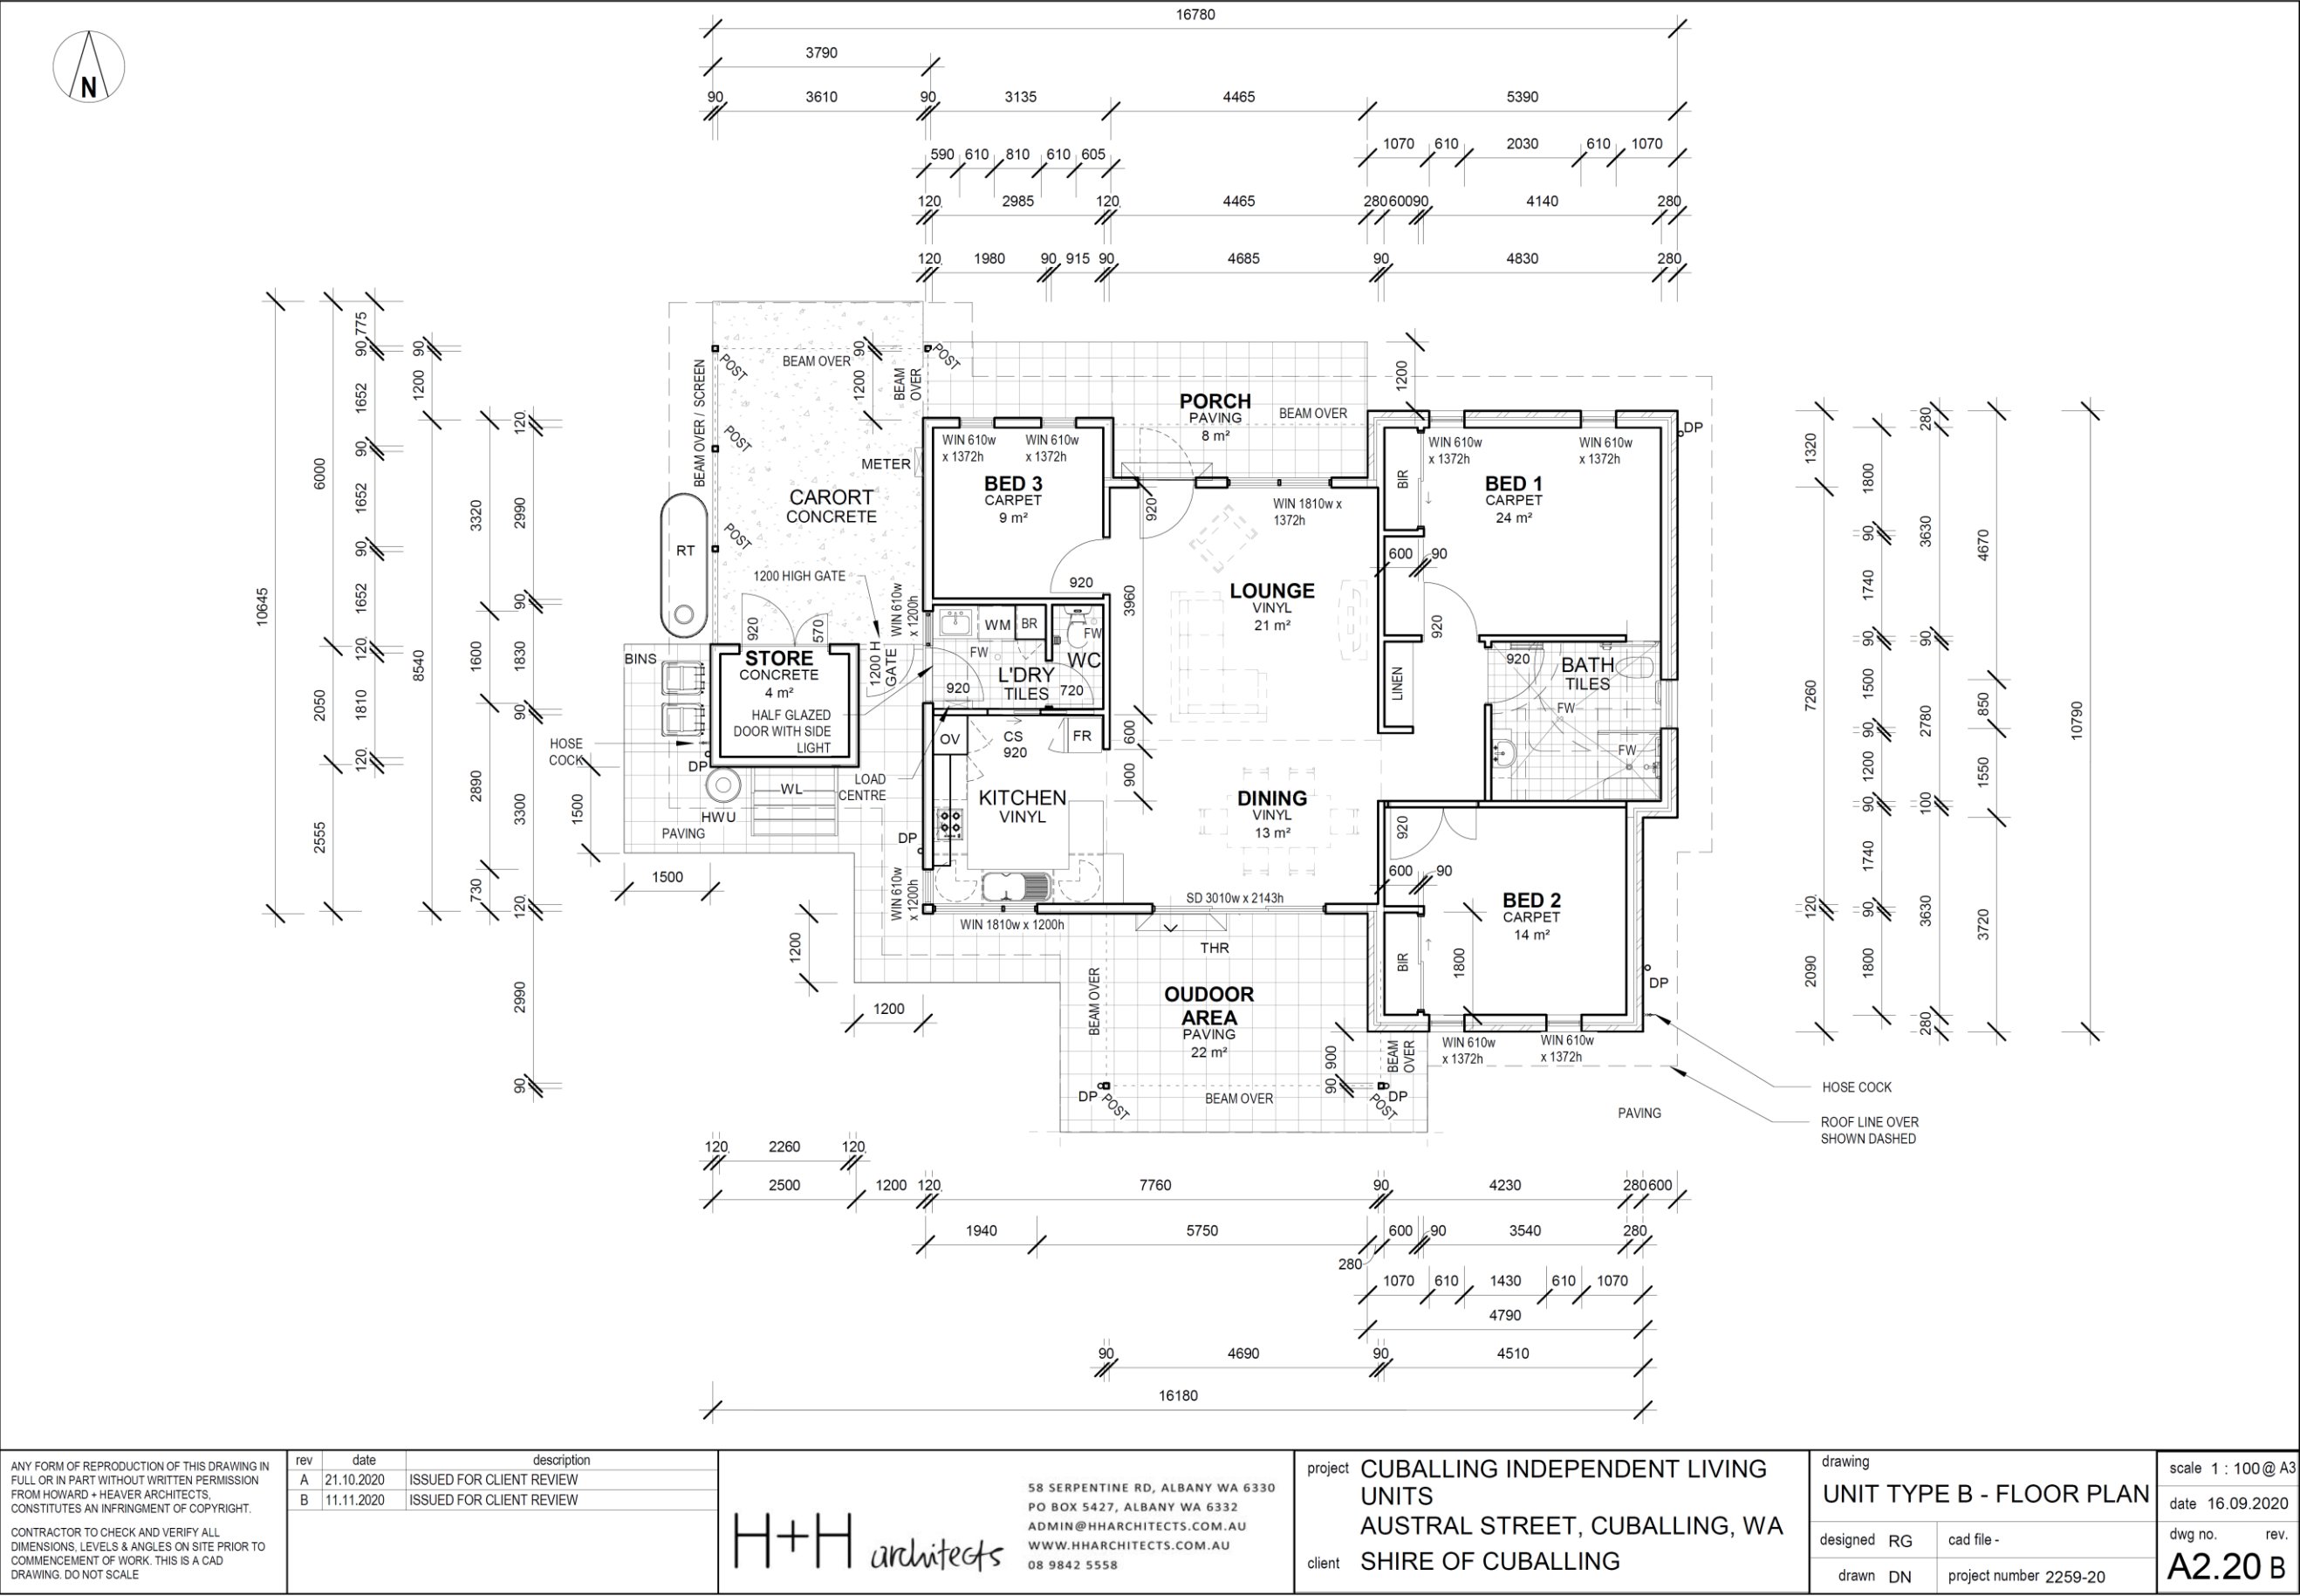 N
16780
3790
90
3610
90
3135
4465
5390
1070
610
2030
610
1070
590
610
810
610
605
120
2985
120
4465
280
600
90
4140
280
120
1980
90
915
90
4685
90
4830
280
10645
6000
2050
2555
775
90
1652
90
1652
90
1652
120
1810
120
90
1200
8540
3320
1600
2890
730
120
2990
90
1830
90
3300
120
2990
90
1500
1500
1200
1200
BEAM OVER / SCREEN
POST
POST
POST
BEAM OVER
90
1200
BEAM
OVER
POST
METER
CARORT
CONCRETE
RT
1200 HIGH GATE
920
570
1200 H
GATE
WIN 610w
x 1200h
BINS
STORE
CONCRETE
4 m²
HALF GLAZED
DOOR WITH SIDE
LIGHT
HOSE
COCK
DP
WL
HWU
PAVING
LOAD
CENTRE
DP
WIN 610w
x 1200h
WIN 610w
x 1372h
WIN 610w
x 1372h
BED 3
CARPET
9 m²
920
WM
BR
FW
FW
WC
L'DRY
TILES
920
720
OV
CS
920
FR
KITCHEN
VINYL
WIN 1810w x 1200h
PORCH
PAVING
8 m²
BEAM OVER
1200
920
WIN 1810w x
1372h
3960
600
900
LOUNGE
VINYL
21 m²
DINING
VINYL
13 m²
SD 3010w x 2143h
THR
OUDOOR
AREA
PAVING
22 m²
BEAM OVER
BEAM OVER
BEAM
OVER
900
90
DP
POST
POST
DP
WIN 610w
x 1372h
WIN 610w
x 1372h
DP
BIR
BED 1
CARPET
24 m²
600
90
920
LINEN
920
BATH
TILES
FW
FW
920
600
90
BED 2
CARPET
14 m²
BIR
1800
DP
WIN 610w
x 1372h
WIN 610w
x 1372h
HOSE COCK
ROOF LINE OVER
SHOWN DASHED
PAVING
1320
7260
120
2090
1800
90
1740
90
1500
90
1200
90
1740
90
1800
280
3630
90
2780
100
3630
280
4670
850
1550
3720
10790
120
2260
120
2500
1200
120
7760
90
4230
280
600
1940
5750
280
600
90
3540
280
1070
610
1430
610
1070
4790
90
4690
90
4510
16180
ANY FORM OF REPRODUCTION OF THIS DRAWING IN
FULL OR IN PART WITHOUT WRITTEN PERMISSION
FROM HOWARD + HEAVER ARCHITECTS,
CONSTITUTES AN INFRINGMENT OF COPYRIGHT.
CONTRACTOR TO CHECK AND VERIFY ALL
DIMENSIONS, LEVELS & ANGLES ON SITE PRIOR TO
COMMENCEMENT OF WORK. THIS IS A CAD
DRAWING. DO NOT SCALE
rev date description
A 21.10.2020 ISSUED FOR CLIENT REVIEW
B 11.11.2020 ISSUED FOR CLIENT REVIEW
H+H architects
58 SERPENTINE RD, ALBANY WA 6330
PO BOX 5427, ALBANY WA 6332
ADMIN@HHARCHITECTS.COM.AU
WWW.HHARCHITECTS.COM.AU
08 9842 5558
project CUBALLING INDEPENDENT LIVING
UNITS
AUSTRAL STREET, CUBALLING, WA
client SHIRE OF CUBALLING
drawing
UNIT TYPE B - FLOOR PLAN
designed RG
cad file -
drawn DN
project number 2259-20
scale 1 : 100@ A3
date 16.09.2020
dwg no. rev.
A2.20 B